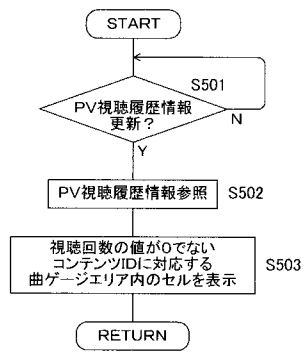 START
S501
PV視聴履歴情報
更新？
N
Y
PV視聴履歴情報参照
S502
視聴回数の値が0でない
コンテンツIDに対応する
曲ゲージエリア内のセルを表示
S503
RETURN